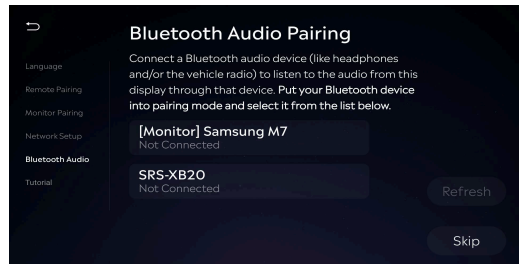 Bluetooth Audio Pairing
Language
Remote Pairing
Monitor Pairing
Network Setup
Bluetooth Audio
Tutorial
Connect a Bluetooth audio device (like headphones
and/or the vehicle radio) to listen to the audio from this
display through that device. Put your Bluetooth device
into pairing mode and select it from the list below.
[Monitor] Samsung M7
Not Connected
SRS-XB20
Not Connected
Refresh
Skip